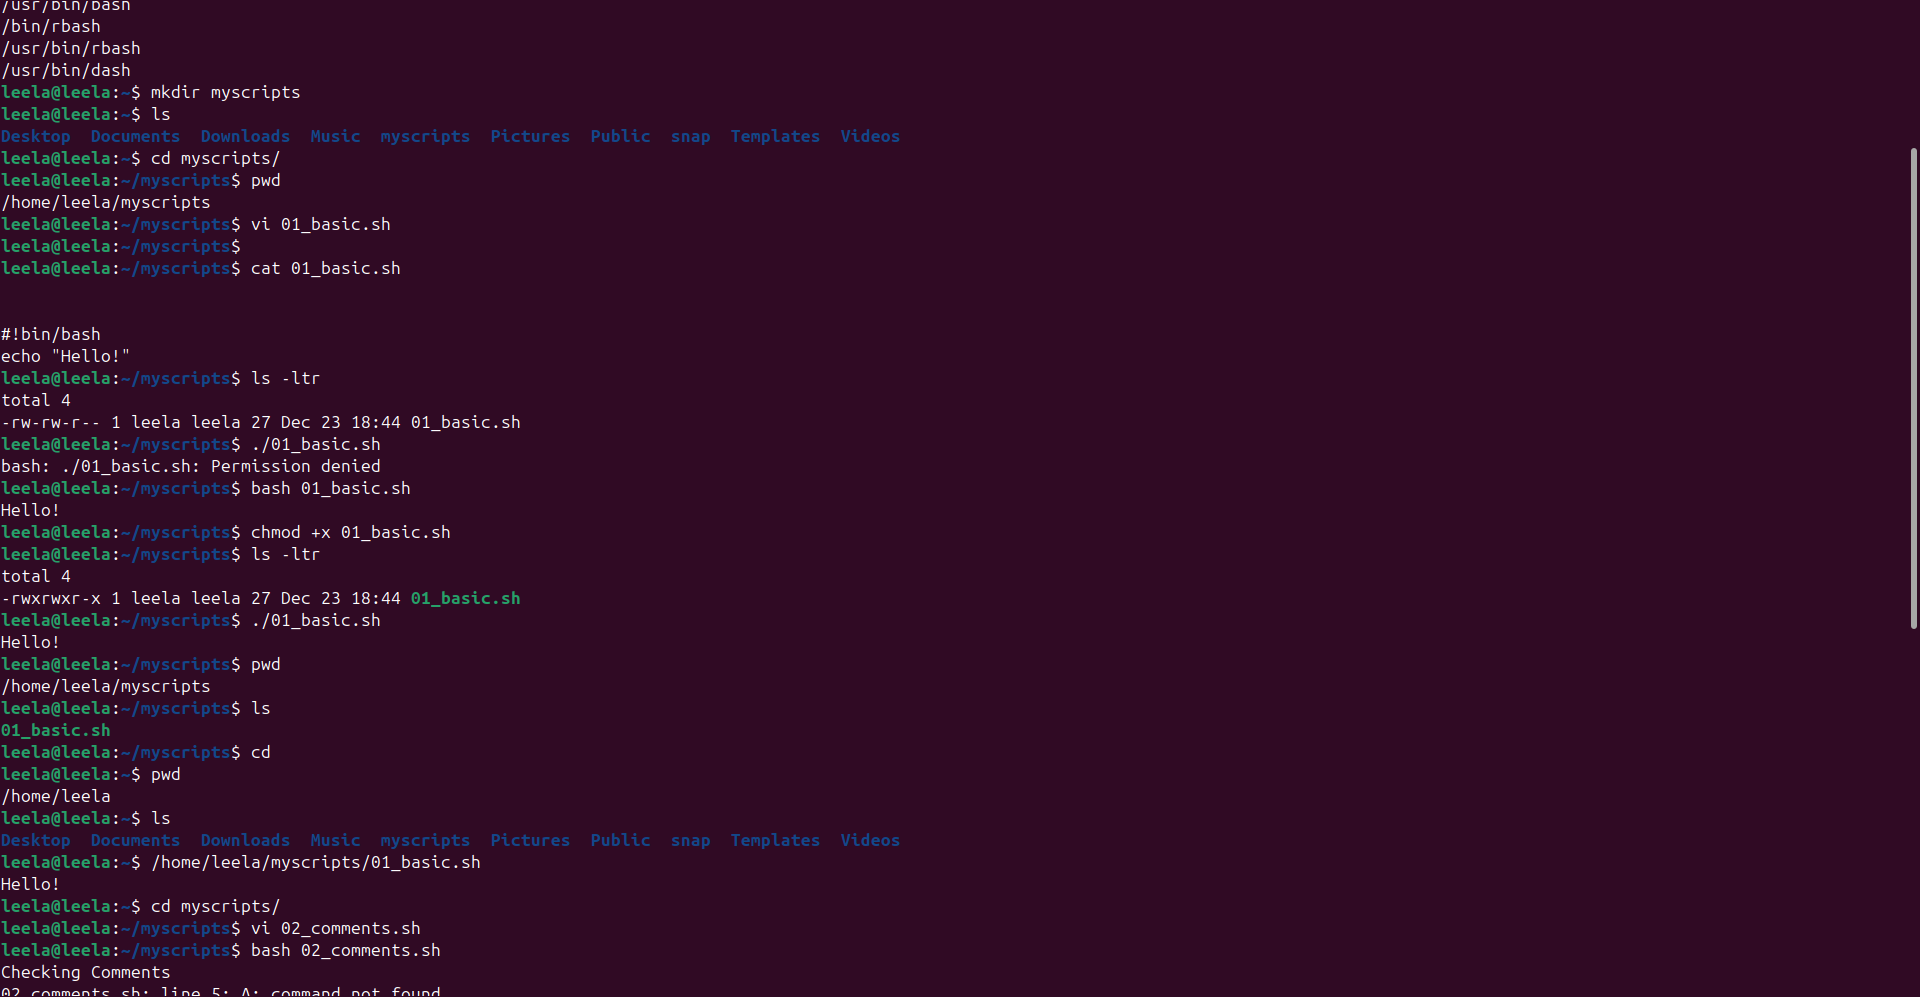 /usr/bin/bash
/bin/rbash
/usr/bin/rbash
/usr/bin/dash
leela@leela:~$ mkdir myscripts
leela@leela:~$ ls
Desktop  Documents  Downloads  Music  myscripts  Pictures  Public  snap  Templates  Videos
leela@leela:~$ cd myscripts/
leela@leela:~/myscripts$ pwd
/home/leela/myscripts
leela@leela:~/myscripts$ vi 01_basic.sh
leela@leela:~/myscripts$
leela@leela:~/myscripts$ cat 01_basic.sh
#!bin/bash
echo "Hello!"
leela@leela:~/myscripts$ ls -ltr
total 4
-rw-rw-r-- 1 leela leela 27 Dec 23 18:44 01_basic.sh
leela@leela:~/myscripts$ ./01_basic.sh
bash: ./01_basic.sh: Permission denied
leela@leela:~/myscripts$ bash 01_basic.sh
Hello!
leela@leela:~/myscripts$ chmod +x 01_basic.sh
leela@leela:~/myscripts$ ls -ltr
total 4
-rwxrwxr-x 1 leela leela 27 Dec 23 18:44 01_basic.sh
leela@leela:~/myscripts$ ./01_basic.sh
Hello!
leela@leela:~/myscripts$ pwd
/home/leela/myscripts
leela@leela:~/myscripts$ ls
01_basic.sh
leela@leela:~/myscripts$ cd
leela@leela:~$ pwd
/home/leela
leela@leela:~$ ls
Desktop  Documents  Downloads  Music  myscripts  Pictures  Public  snap  Templates  Videos
leela@leela:~$ /home/leela/myscripts/01_basic.sh
Hello!
leela@leela:~$ cd myscripts/
leela@leela:~/myscripts$ vi 02_comments.sh
leela@leela:~/myscripts$ bash 02_comments.sh
Checking Comments
02_comments.sh: line 5: A: command not found